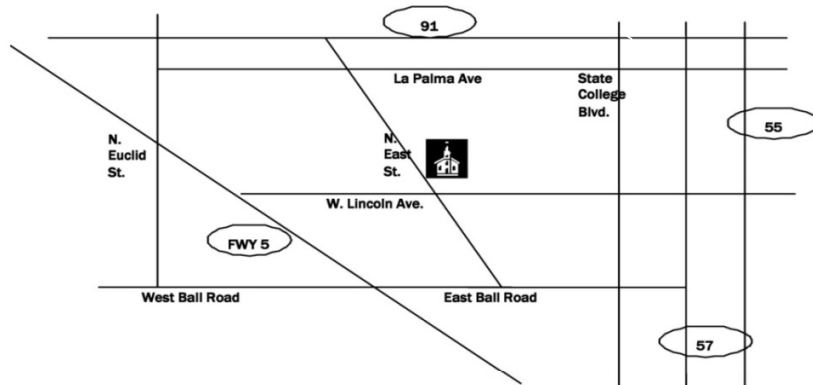 91
La Palma Ave
State
College
Blvd.
55
N.
Euclid
St.
N.
East
St.
W. Lincoln Ave.
FWY 5
West Ball Road
East Ball Road
57